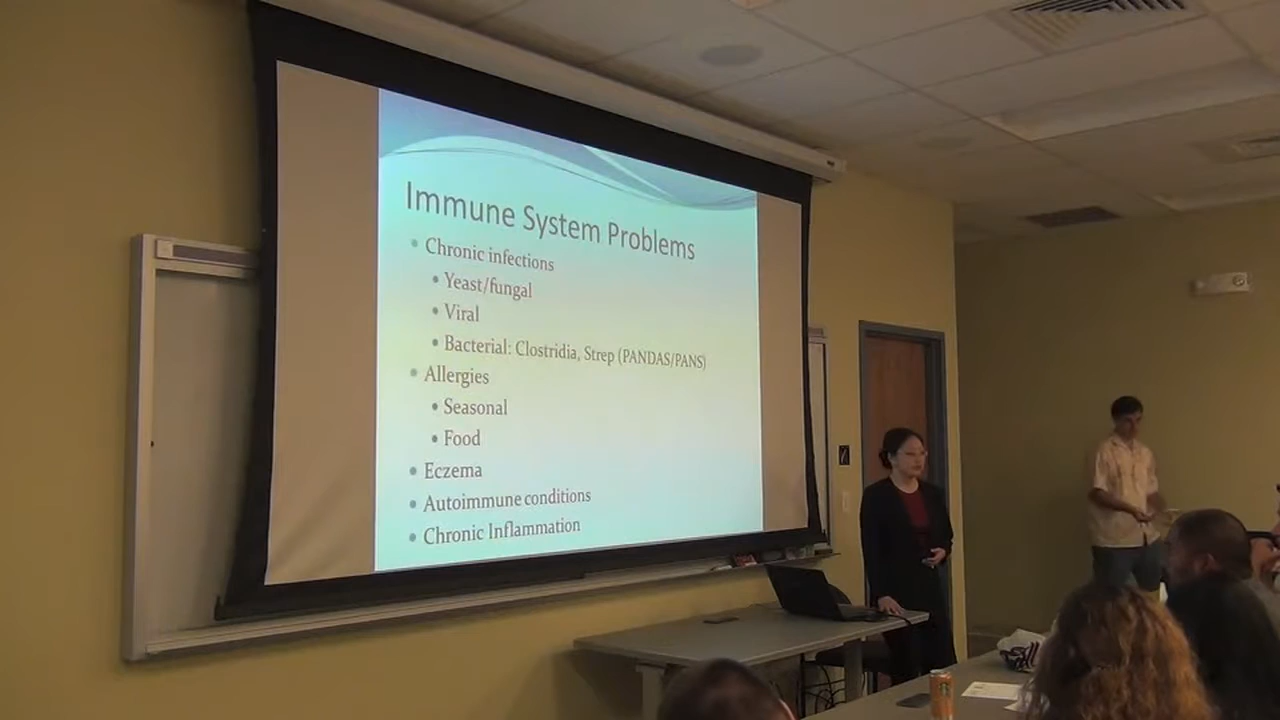 Immune System Problems
• Chronic infections
• Yeast/fungal
• Viral
• Bacterial: Clostridia, Strep (PANDAS/PANS)
• Allergies
• Seasonal
• Food
• Eczema
• Autoimmune conditions
• Chronic Inflammation